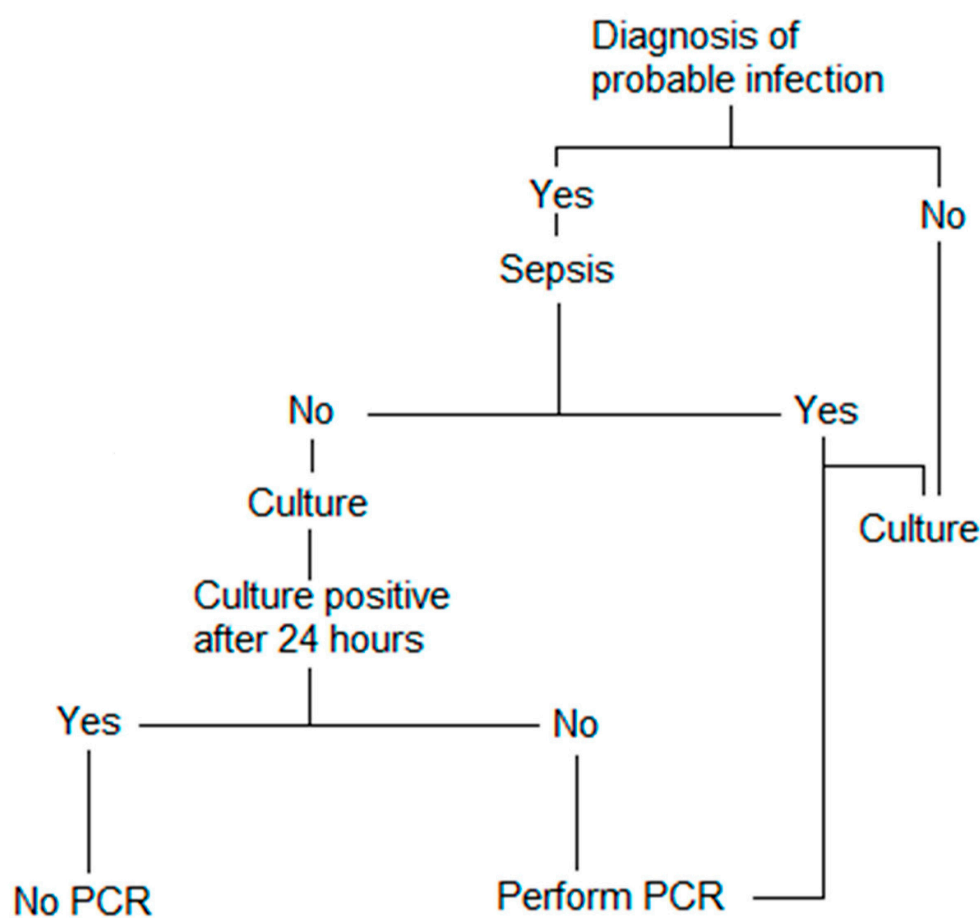 Diagnosis of
probable infection
Yes
No
Sepsis
No
Yes
Culture
Culture
Culture positive
after 24 hours
Yes
No
No PCR
Perform PCR